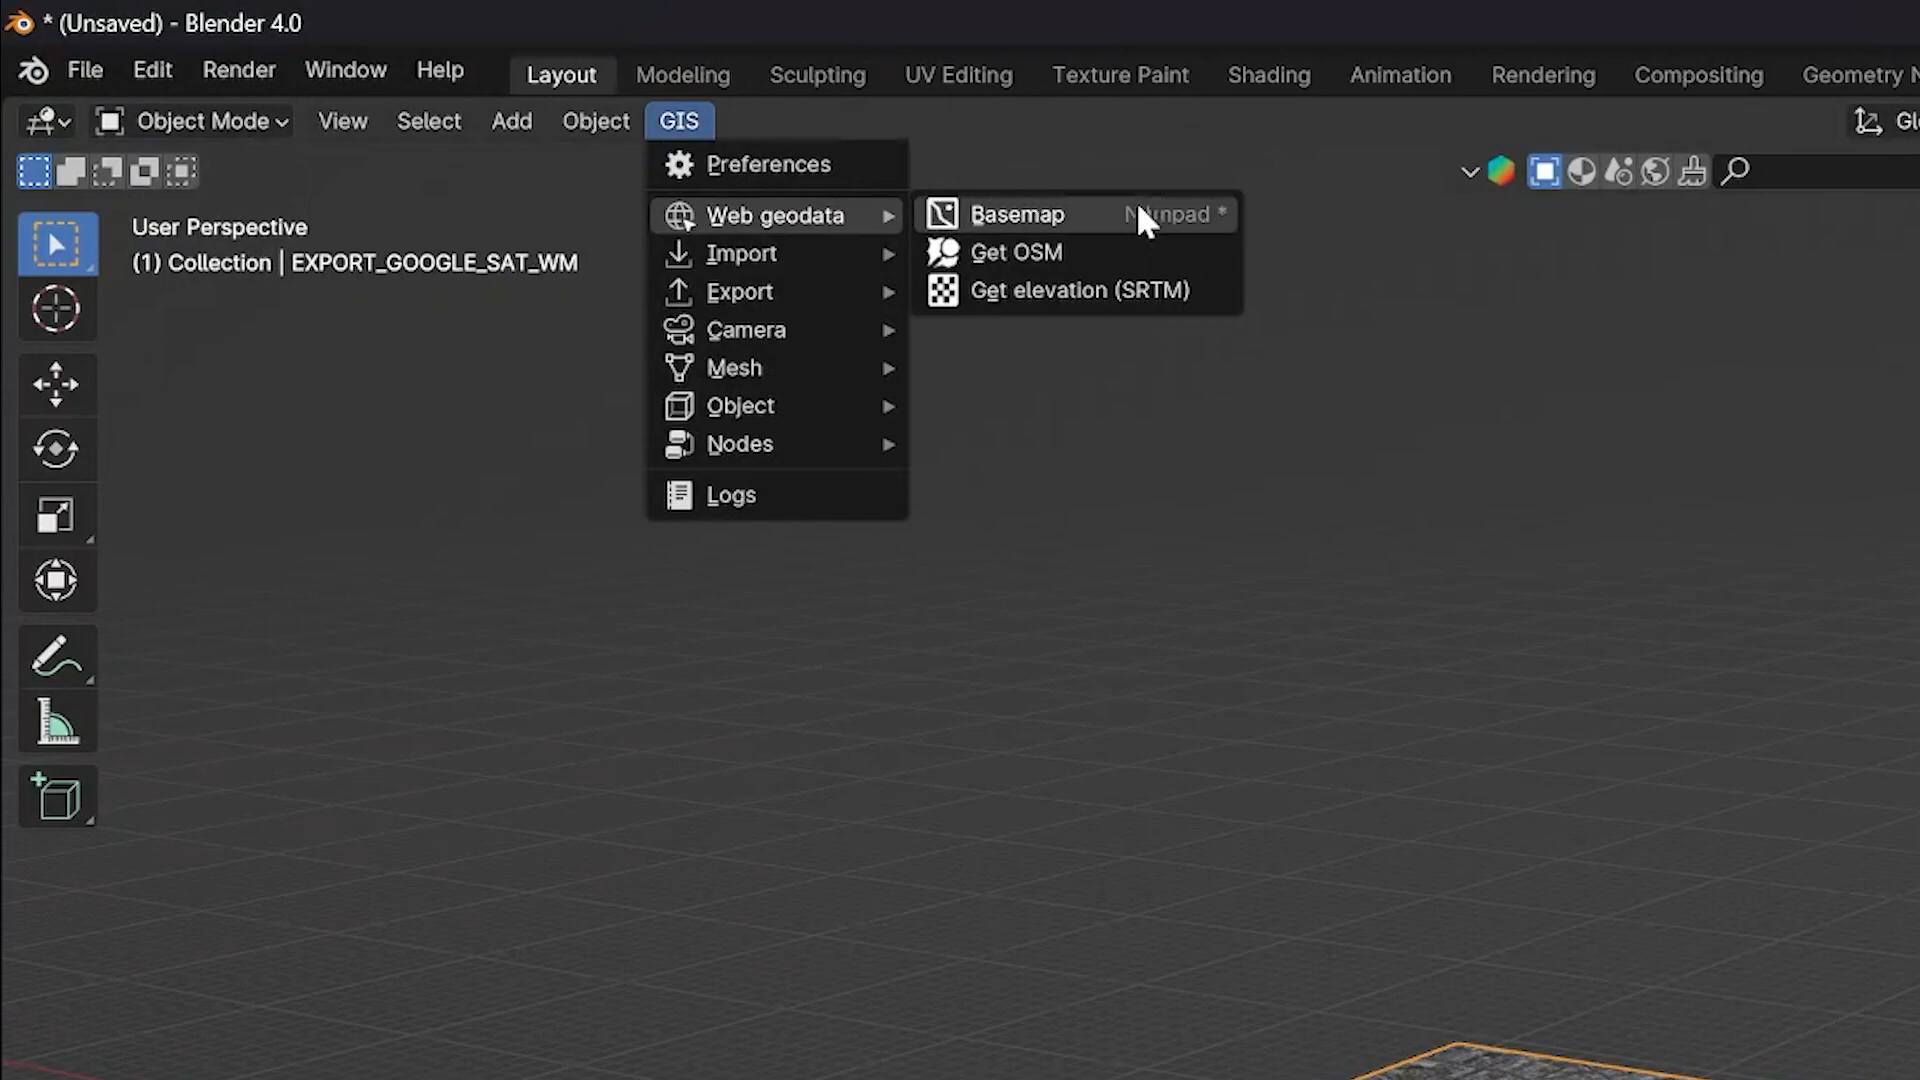 * (Unsaved) - Blender 4.0
File Edit Render Window Help Layout Modeling Sculpting UV Editing Texture Paint Shading Animation Rendering Compositing Geometry
Object Mode View Select Add Object GIS
Preferences
User Perspective
(1) Collection | EXPORT_GOOGLE_SAT_WM
Web geodata
Import
Export
Camera
Mesh
Object
Nodes
Logs
Basemap
Get OSM
Get elevation (SRTM)